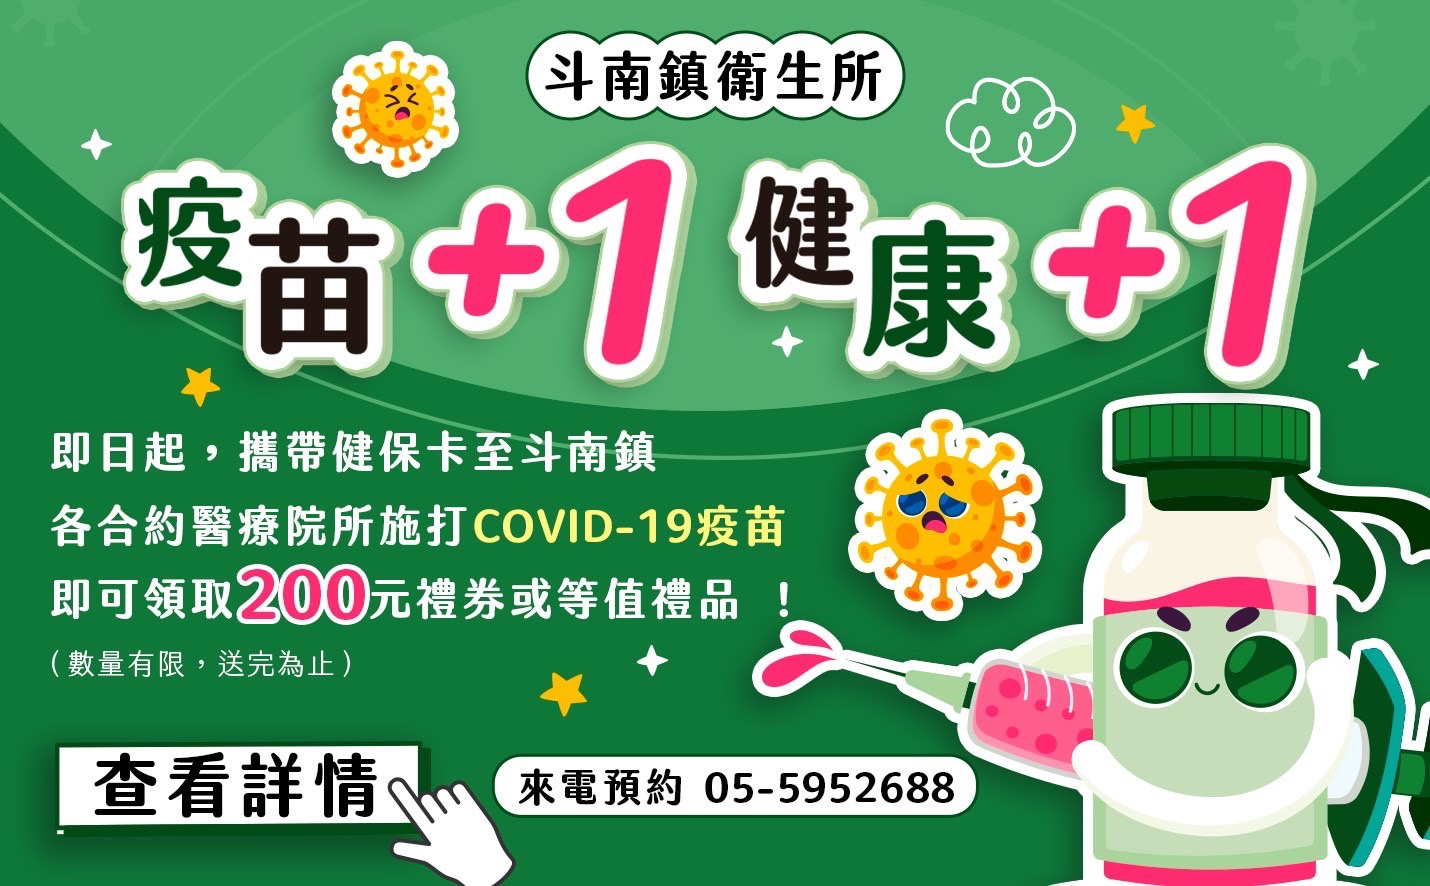 斗南鎮衛生所
疫苗+1 健康+1
即日起，攜帶健保卡至斗南鎮
各合約醫療院所施打COVID-19疫苗
即可領取200元禮券或等值禮品 ！
（數量有限，送完為止）
查看詳情
來電預約 05-5952688